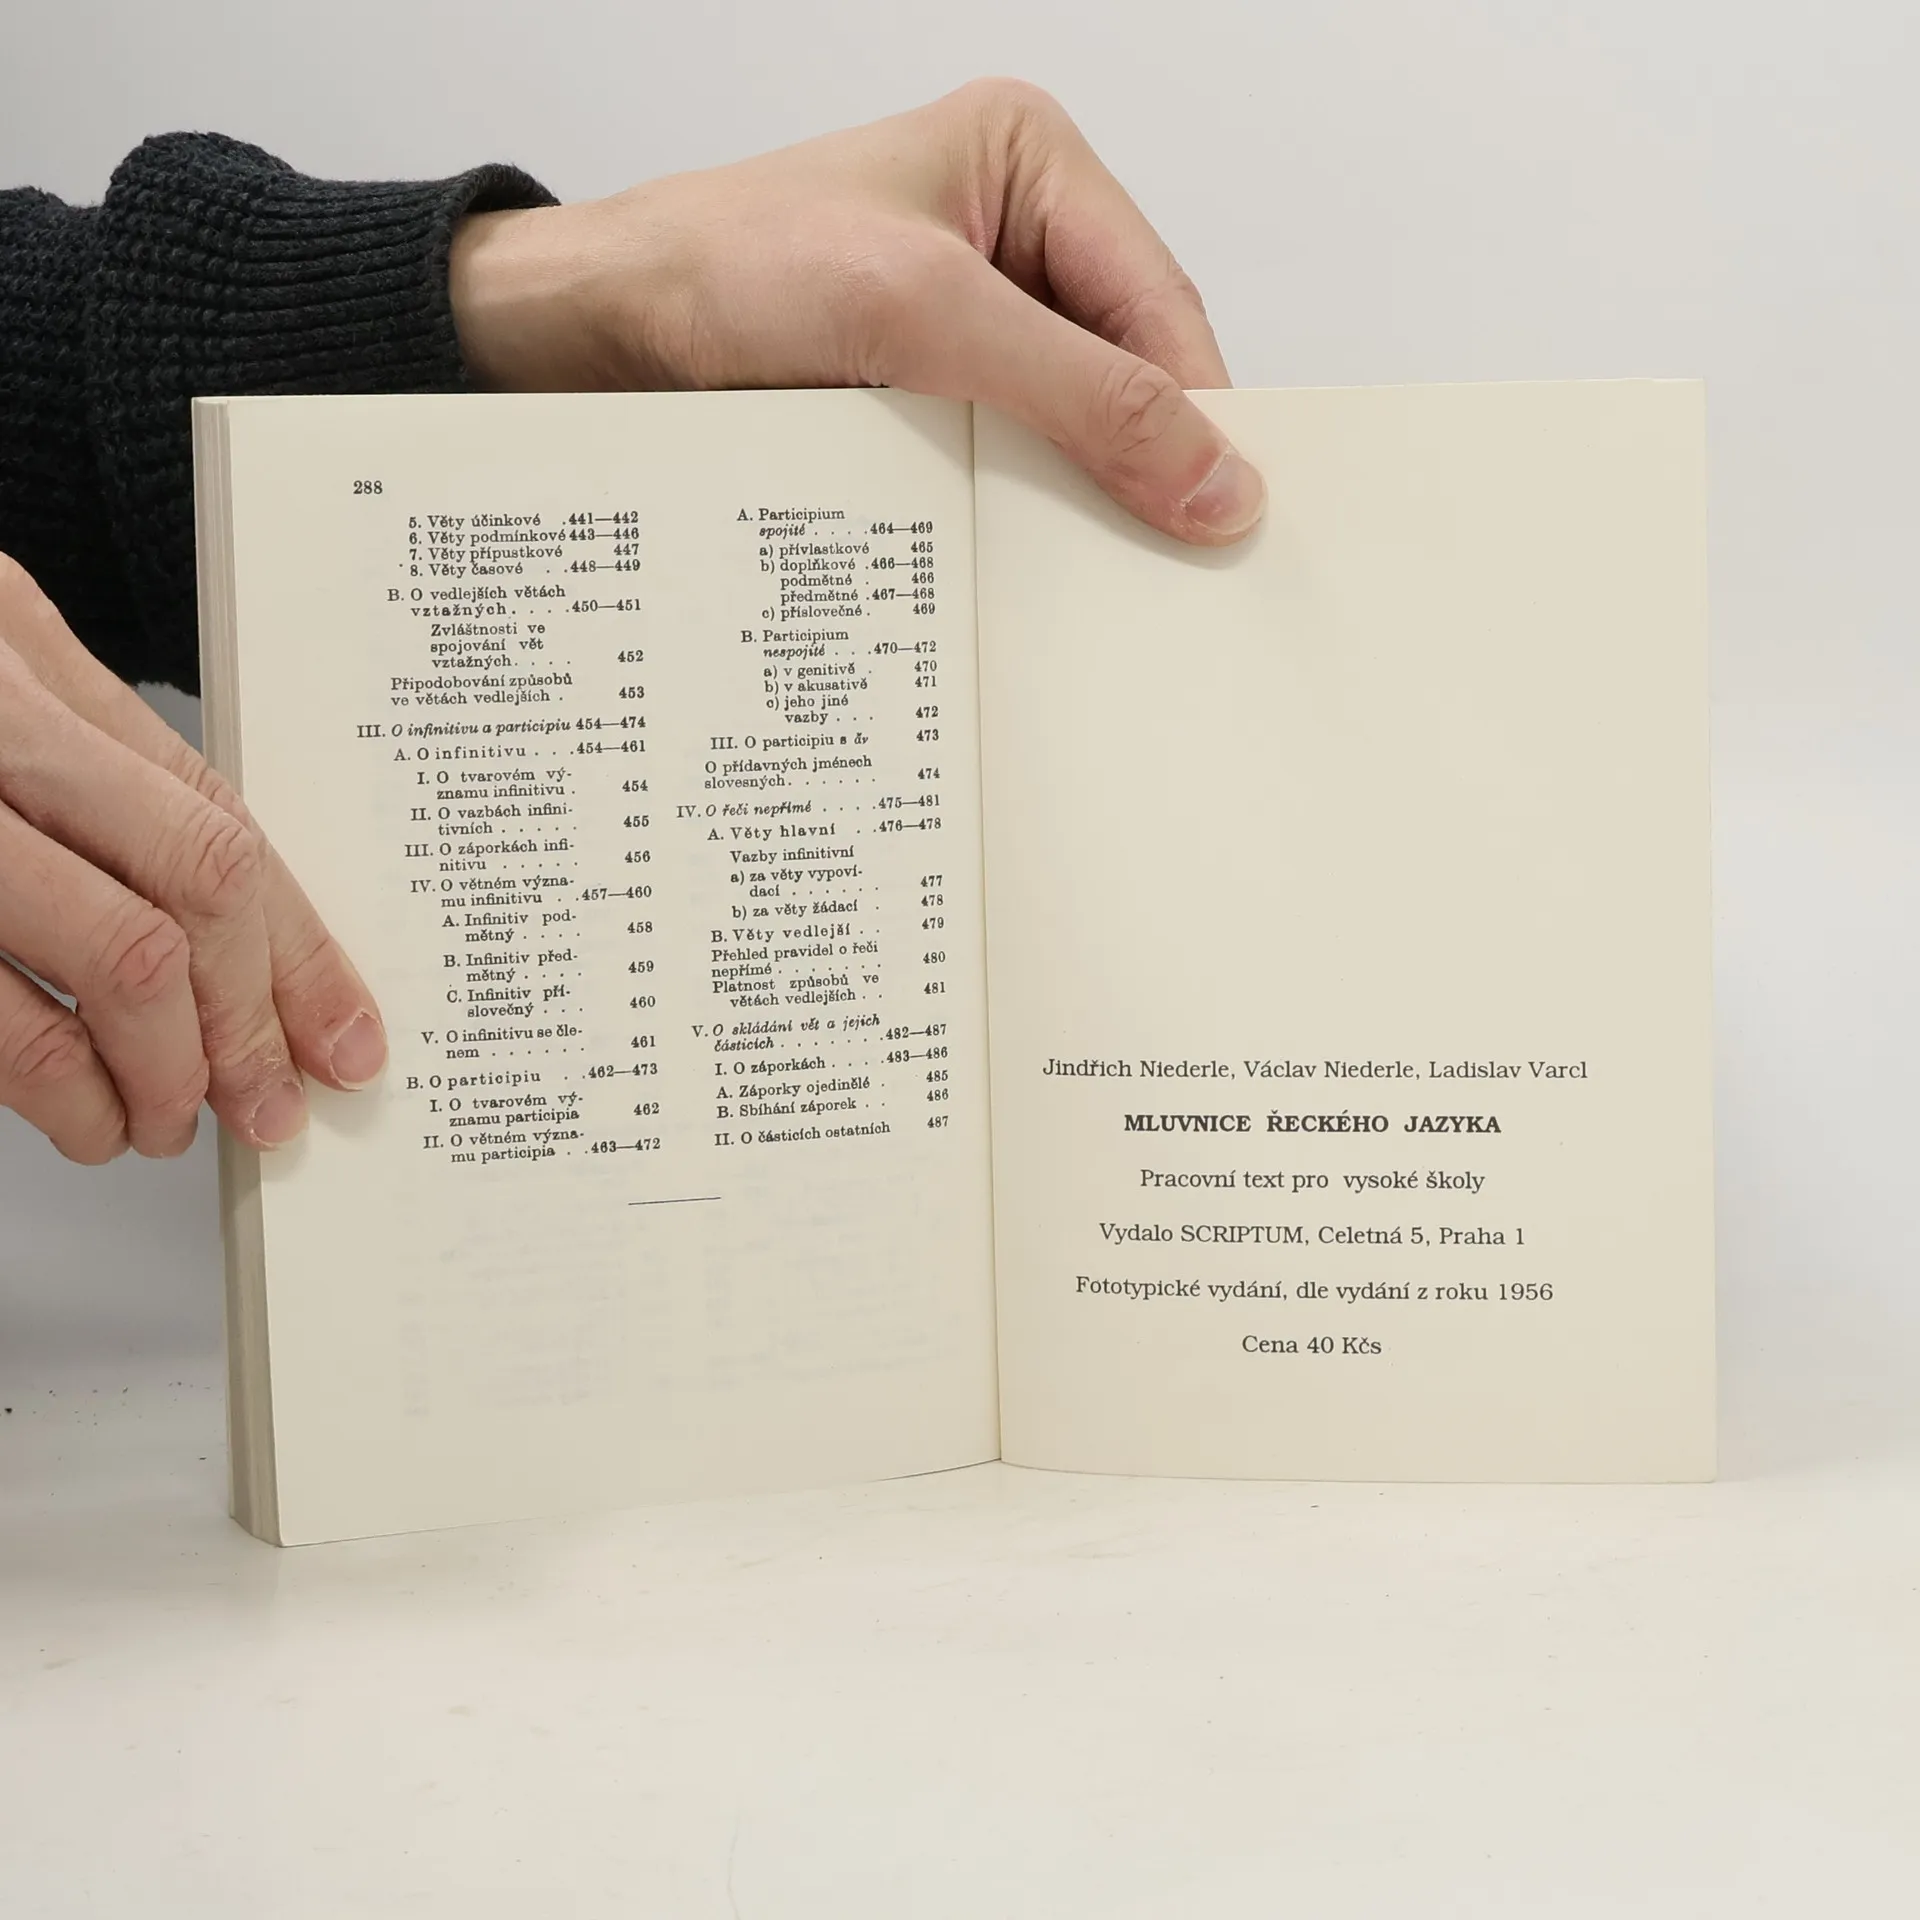 288
5. Věty účinkové . 441—442
6. Věty podmínkové 443—446
7. Věty přípustkové 447
8. Věty časové . . 448—449
B. O vedlejších větách
vztažných . . . . 450—451
Zvláštnosti ve
spojování vět
vztažných . . . . 452
Připodobování způsobů
ve větách vedlejších . 453
III. O infinitivu a participiu 454—474
A. O infinitivu . . . 454—461
I. O tvarovém vý-
znamu infinitivu . 454
II. O vazbách infini-
tivních . . . . . 455
III. O záporkách infi-
nitivu . . . . . 456
IV. O větném význa-
mu infinitivu . . 457—460
A. Infinitiv pod-
mětný . . . . 458
B. Infinitiv před-
mětný . . . . 459
C. Infinitiv pří-
slovečný . . . 460
V. O infinitivu se čle-
nem . . . . . . 461
B. O participiu . . 462—473
I. O tvarovém vý-
znamu participia 462
II. O větném význa-
mu participia . . 463—472
A. Participium
spojité . . . . 464—469
a) přívlastkové 465
b) doplňkové . 466—468
podmětné . 466
předmětné . 467—468
c) příslovečné . 469
B. Participium
nespojité . . . 470—472
a) v genitivě . 470
b) v akusativě 471
c) jeho jiné
vazby . . . 472
III. O participiu s ἄν 473
O přídavných jménech
slovesných . . . . . . 474
IV. O řeči nepřímé . . . . 475—481
A. Věty hlavní . . 476—478
Vazby infinitivní
a) za věty vypoví-
dací . . . . . . 477
b) za věty žádací . 478
B. Věty vedlejší . . 479
Přehled pravidel o řeči
nepřímé . . . . . . . 480
Platnost způsobů ve
větách vedlejších . . 481
V. O skládání vět a jejich
částicích . . . . . . . 482—487
I. O záporkách . . . . 483—486
A. Záporky ojedinělé . 485
B. Sbíhání záporek . . 486
II. O částicích ostatních 487
Jindřich Niederle, Václav Niederle, Ladislav Varcl
MLUVNICE ŘECKÉHO JAZYKA
Pracovní text pro vysoké školy
Vydalo SCRIPTUM, Celetná 5, Praha 1
Fototypické vydání, dle vydání z roku 1956
Cena 40 Kčs